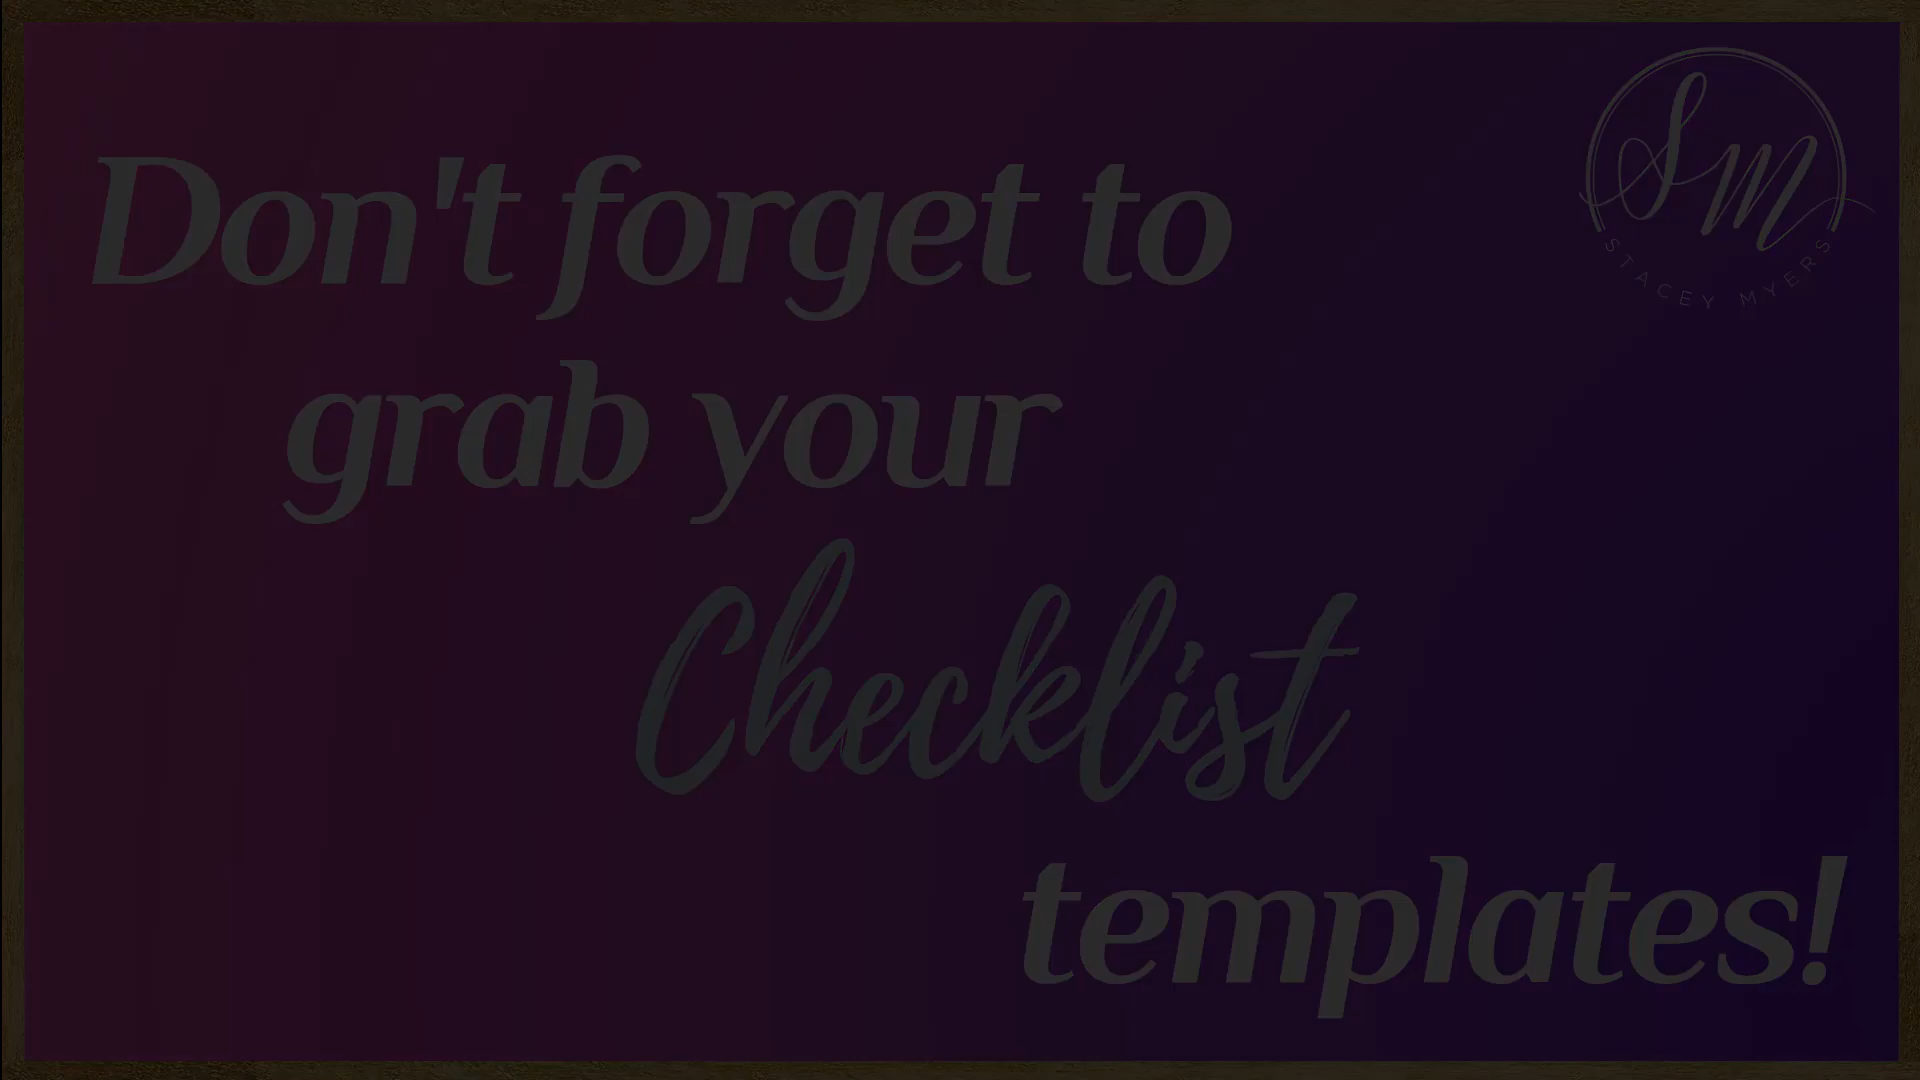 Don't forget to
grab your
Checklist
templates!
SM
STACEY MYERS